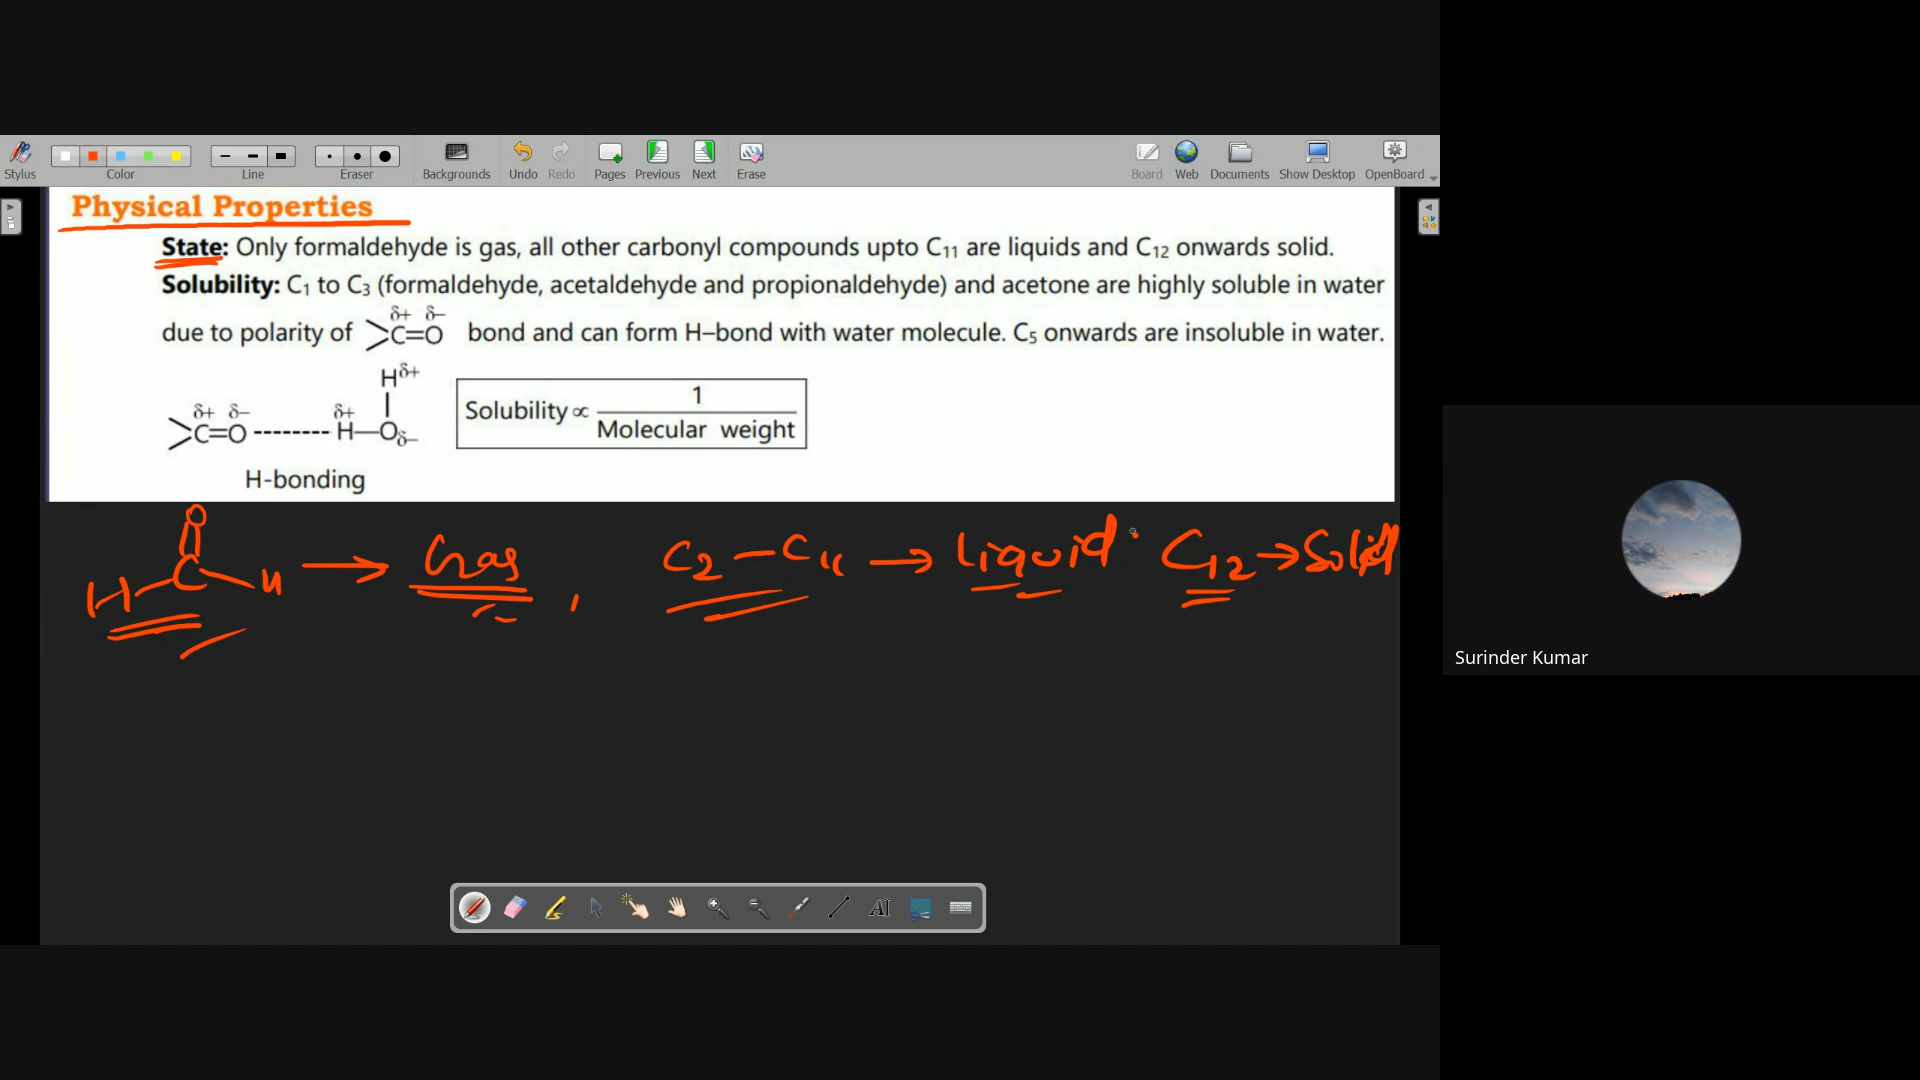 Stylus Color Line Eraser Backgrounds Undo Redo Pages Previous Next Erase Board Web Documents Show Desktop OpenBoard
Physical Properties
State: Only formaldehyde is gas, all other carbonyl compounds upto C₁₁ are liquids and C₁₂ onwards solid.
Solubility: C₁ to C₃ (formaldehyde, acetaldehyde and propionaldehyde) and acetone are highly soluble in water
δ+ δ−
due to polarity of >C=O bond and can form H–bond with water molecule. C₅ onwards are insoluble in water.
Hδ+
δ+ δ− δ+ |
>C=O -------- H—Oδ−
Solubility ∝ 1 / Molecular weight
H-bonding
O
||
H C H → Gas , C₂ – C₁₁ → Liquid. C₁₂ → Solid
Surinder Kumar
AI